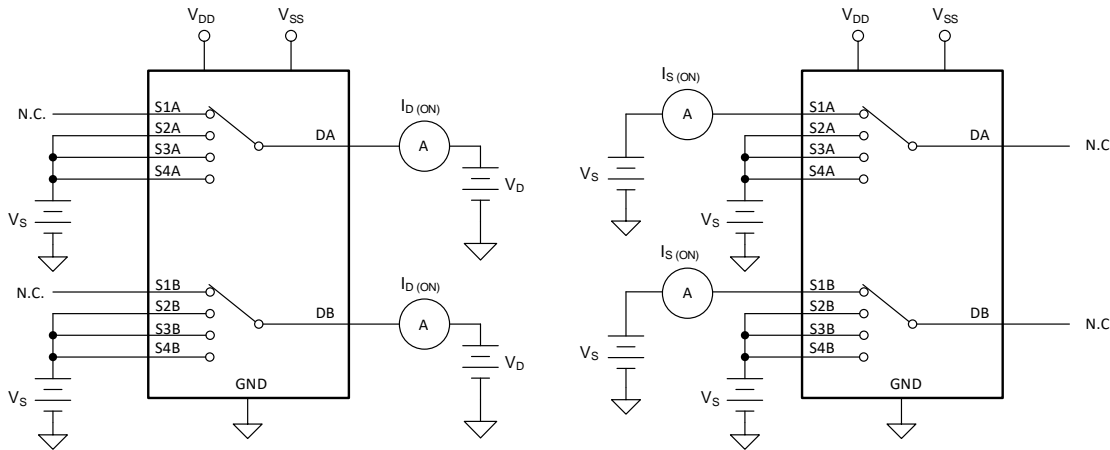 VDD VSS
N.C. S1A
S2A
S3A
S4A
DA
ID (ON)
A
VD
VS
N.C. S1B
S2B
S3B
S4B
DB
ID (ON)
A
VD
VS
GND
VDD VSS
IS (ON)
A
VS
S1A
S2A
S3A
S4A
DA
N.C
VS
IS (ON)
A
VS
S1B
S2B
S3B
S4B
DB
N.C
VS
GND